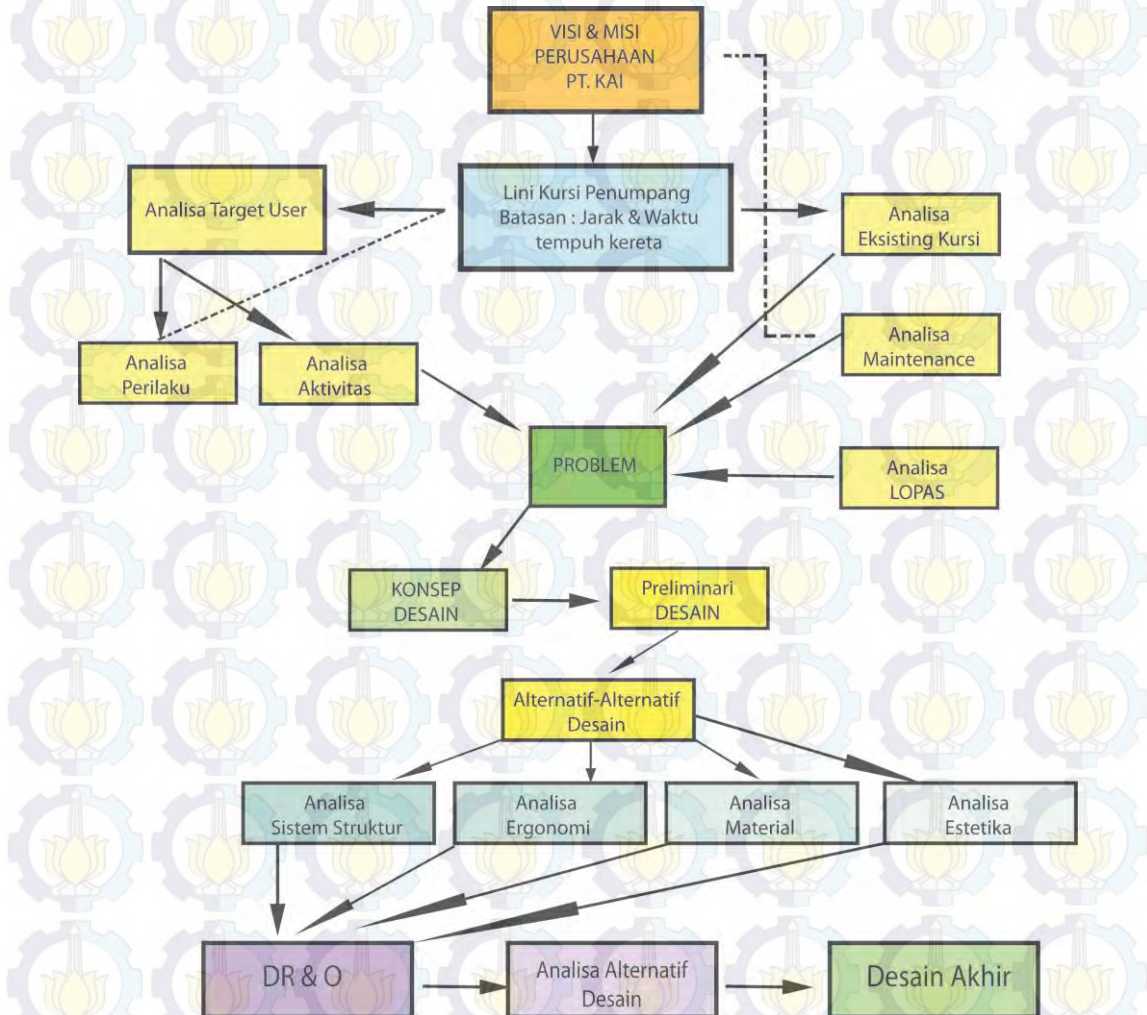 VISI & MISI
PERUSAHAAN
PT. KAI
Analisa Target User
Lini Kursi Penumpang
Batasan : Jarak & Waktu
tempuh kereta
Analisa
Eksisting Kursi
Analisa
Perilaku
Analisa
Aktivitas
Analisa
Maintenance
PROBLEM
Analisa
LOPAS
KONSEP
DESAIN
Preliminari
DESAIN
Alternatif-Alternatif
Desain
Analisa
Sistem Struktur
Analisa
Ergonomi
Analisa
Material
Analisa
Estetika
DR & O
Analisa Alternatif
Desain
Desain Akhir